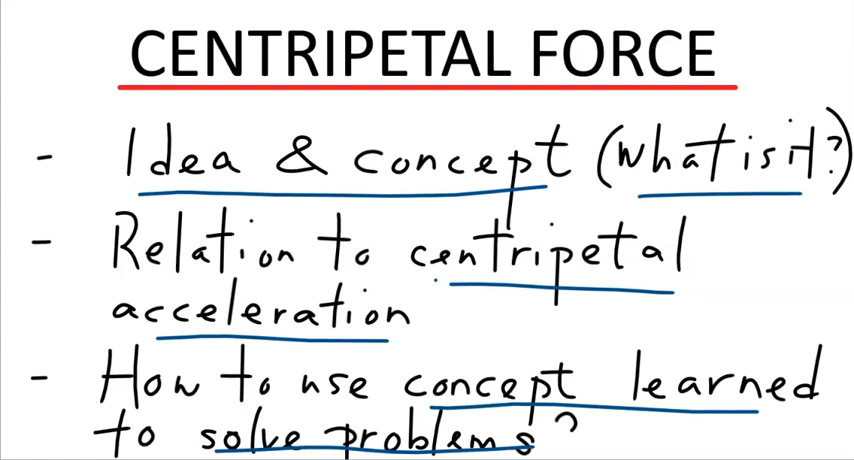 CENTRIPETAL FORCE
- Idea & concept (what is it?)
- Relation to centripetal
acceleration
- How to use concept learned
to solve problems?